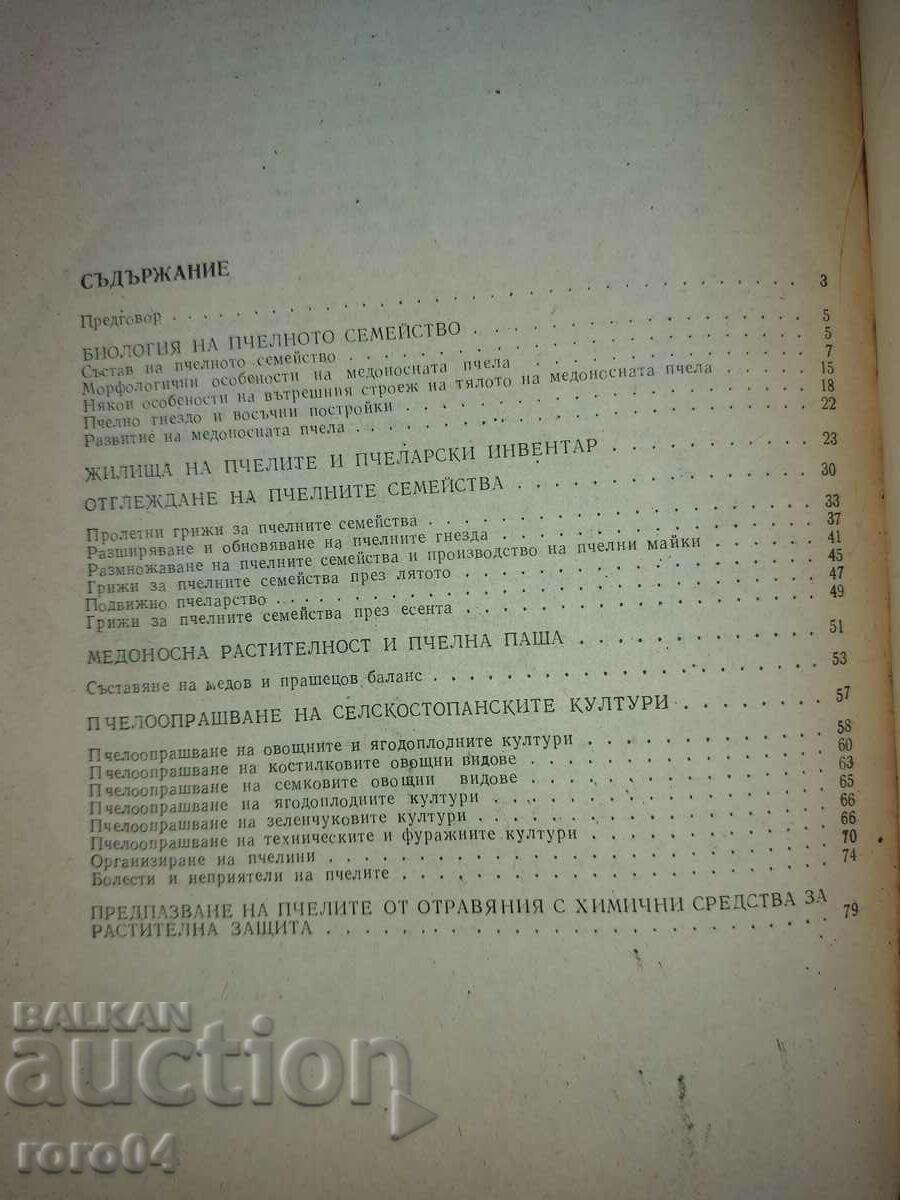 СЪДЪРЖАНИЕ
Предговор . . . 3
БИОЛОГИЯ НА ПЧЕЛНОТО СЕМЕЙСТВО . . . 5
Състав на пчелното семейство . . . 5
Морфологични особености на медоносната пчела . . . 7
Някои особености на вътрешния строеж на тялото на медоносната пчела . . . 15
Пчелно гнездо и восъчни постройки . . . 18
Развитие на медоносната пчела . . . 22
ЖИЛИЩА НА ПЧЕЛИТЕ И ПЧЕЛАРСКИ ИНВЕНТАР . . . 23
ОТГЛЕЖДАНЕ НА ПЧЕЛНИТЕ СЕМЕЙСТВА . . . 30
Пролетни грижи за пчелните семейства . . . 33
Разширяване и обновяване на пчелните гнезда . . . 37
Размножаване на пчелните семейства и производство на пчелни майки . . . 41
Грижи за пчелните семейства през лятото . . . 45
Подвижно пчеларство . . . 47
Грижи за пчелните семейства през есента . . . 49
МЕДОНОСНА РАСТИТЕЛНОСТ И ПЧЕЛНА ПАША . . . 51
Съставяне на медов и прашецов баланс . . . 53
ПЧЕЛООПРАШВАНЕ НА СЕЛСКОСТОПАНСКИТЕ КУЛТУРИ . . . 57
Пчелоопрашване на овощните и ягодоплодните култури . . . 58
Пчелоопрашване на костилковите овощни видове . . . 60
Пчелоопрашване на семковите овощни видове . . . 63
Пчелоопрашване на ягодоплодните култури . . . 65
Пчелоопрашване на зеленчуковите култури . . . 66
Пчелоопрашване на техническите и фуражните култури . . . 66
Организиране на пчелини . . . 70
Болести и неприятели на пчелите . . . 74
ПРЕДПАЗВАНЕ НА ПЧЕЛИТЕ ОТ ОТРАВЯНИЯ С ХИМИЧНИ СРЕДСТВА ЗА
РАСТИТЕЛНА ЗАЩИТА . . . 79
BALKAN
auction
roro04